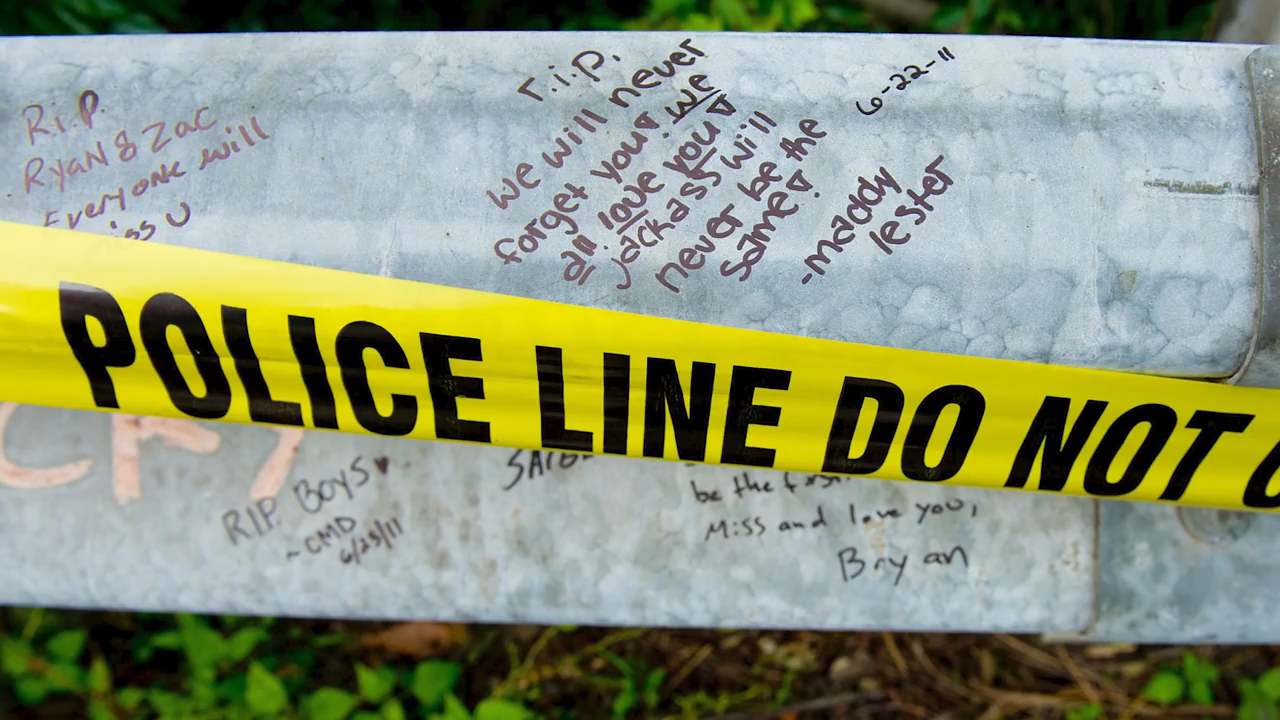 R.i.P.
Ryan & Zac
Everyone will
iss U
r.i.p.
We will never
forget you! we
all love you!
jackass will
never be the
same!
-maddy
lester
6-22-11
POLICE LINE DO NOT
RIP BOYS♥
~CMD
6/23/11
be the
Miss and love you,
Bryan